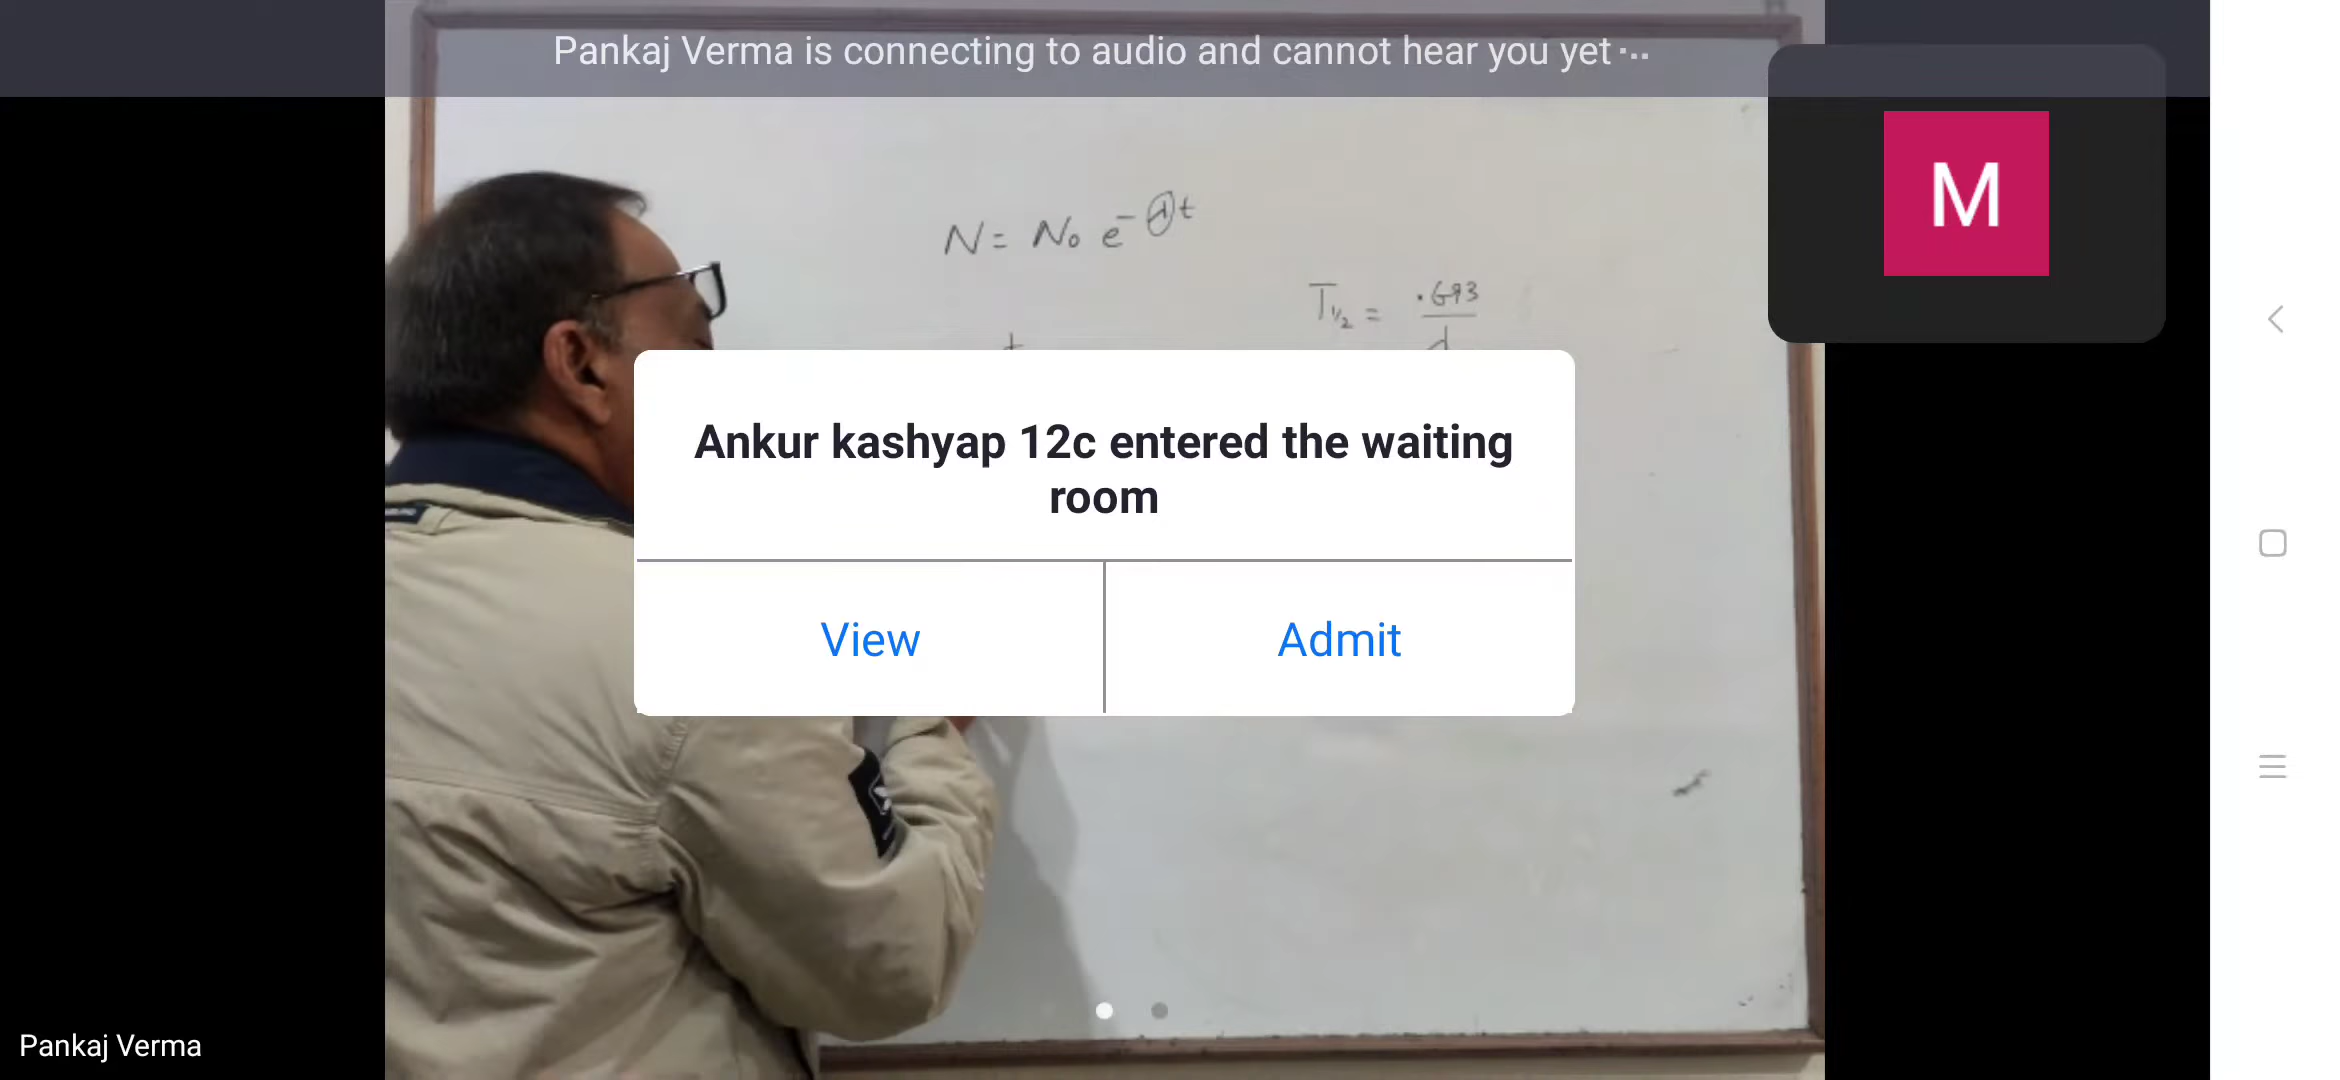 Pankaj Verma is connecting to audio and cannot hear you yet
M
N = N₀ e^-λt
T½ = .693/λ
t
Ankur kashyap 12c entered the waiting
room
View
Admit
Pankaj Verma